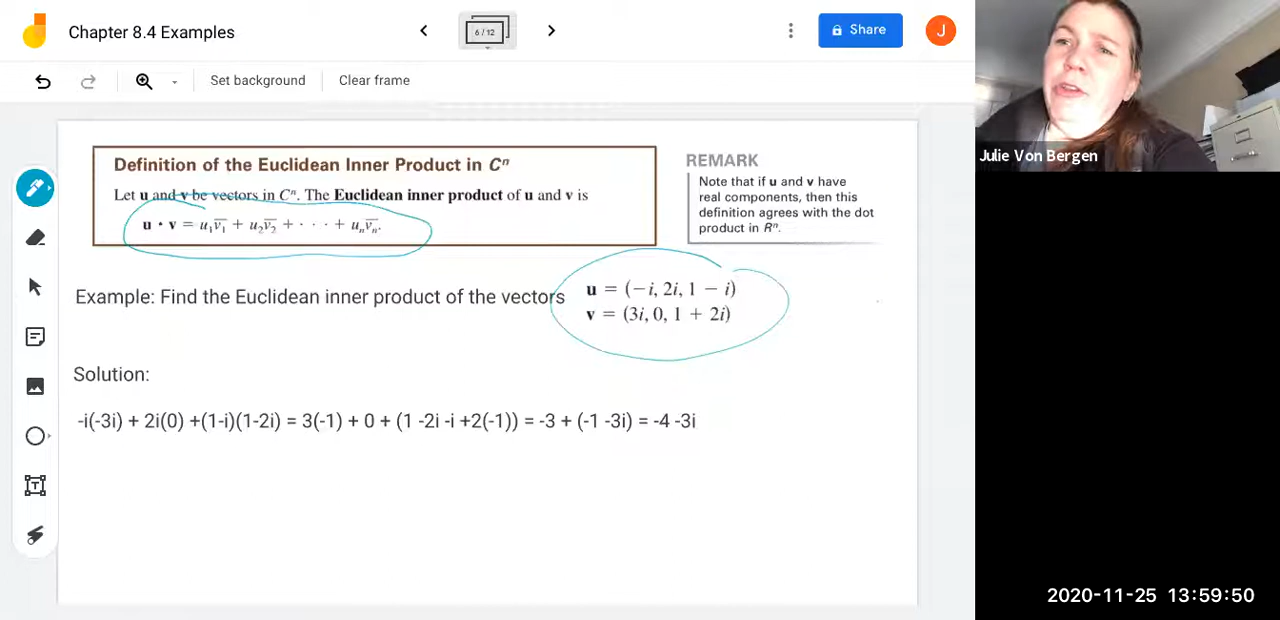 Chapter 8.4 Examples
6 / 12
Share
J
Set background
Clear frame
Definition of the Euclidean Inner Product in Cⁿ
Let u and v be vectors in Cⁿ. The Euclidean inner product of u and v is
u · v = u₁v̅₁ + u₂v̅₂ + · · · + uₙv̅ₙ.
REMARK
Note that if u and v have
real components, then this
definition agrees with the dot
product in Rⁿ.
Example: Find the Euclidean inner product of the vectors
u = (−i, 2i, 1 − i)
v = (3i, 0, 1 + 2i)
Solution:
-i(-3i) + 2i(0) +(1-i)(1-2i) = 3(-1) + 0 + (1 -2i -i +2(-1)) = -3 + (-1 -3i) = -4 -3i
T
Julie Von Bergen
2020-11-25 13:59:50